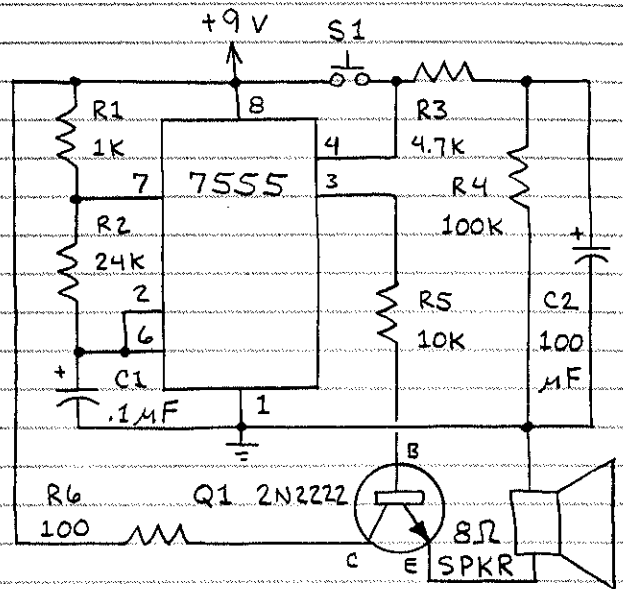 +9 V
S1
8
R1
1K
R3
4.7K
4
7555
3
7
R4
100K
R2
24K
2
6
+
R5
10K
C2
100
µF
+
C1
.1µF
1
B
R6
100
Q1 2N2222
C
E
8Ω
SPKR